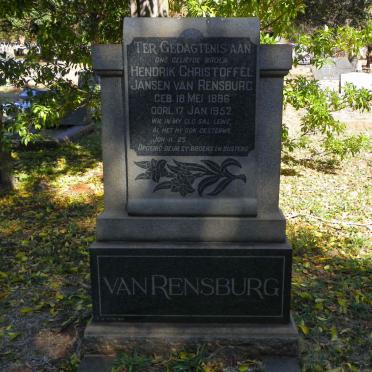 TER GEDAGTENIS AAN
ONS GELIEFDE BROER
HENDRIK CHRISTOFFEL
JANSEN VAN RENSBURG
GEB. 18 MEI 1886
OORL. 17 JAN 1952.
WIE IN MY GLO SAL LEWE,
AL HET HY OOK GESTERWE.
JOH. 11: 25.
OPGERIG DEUR SY BROERS EN SUSTERS
VAN RENSBURG